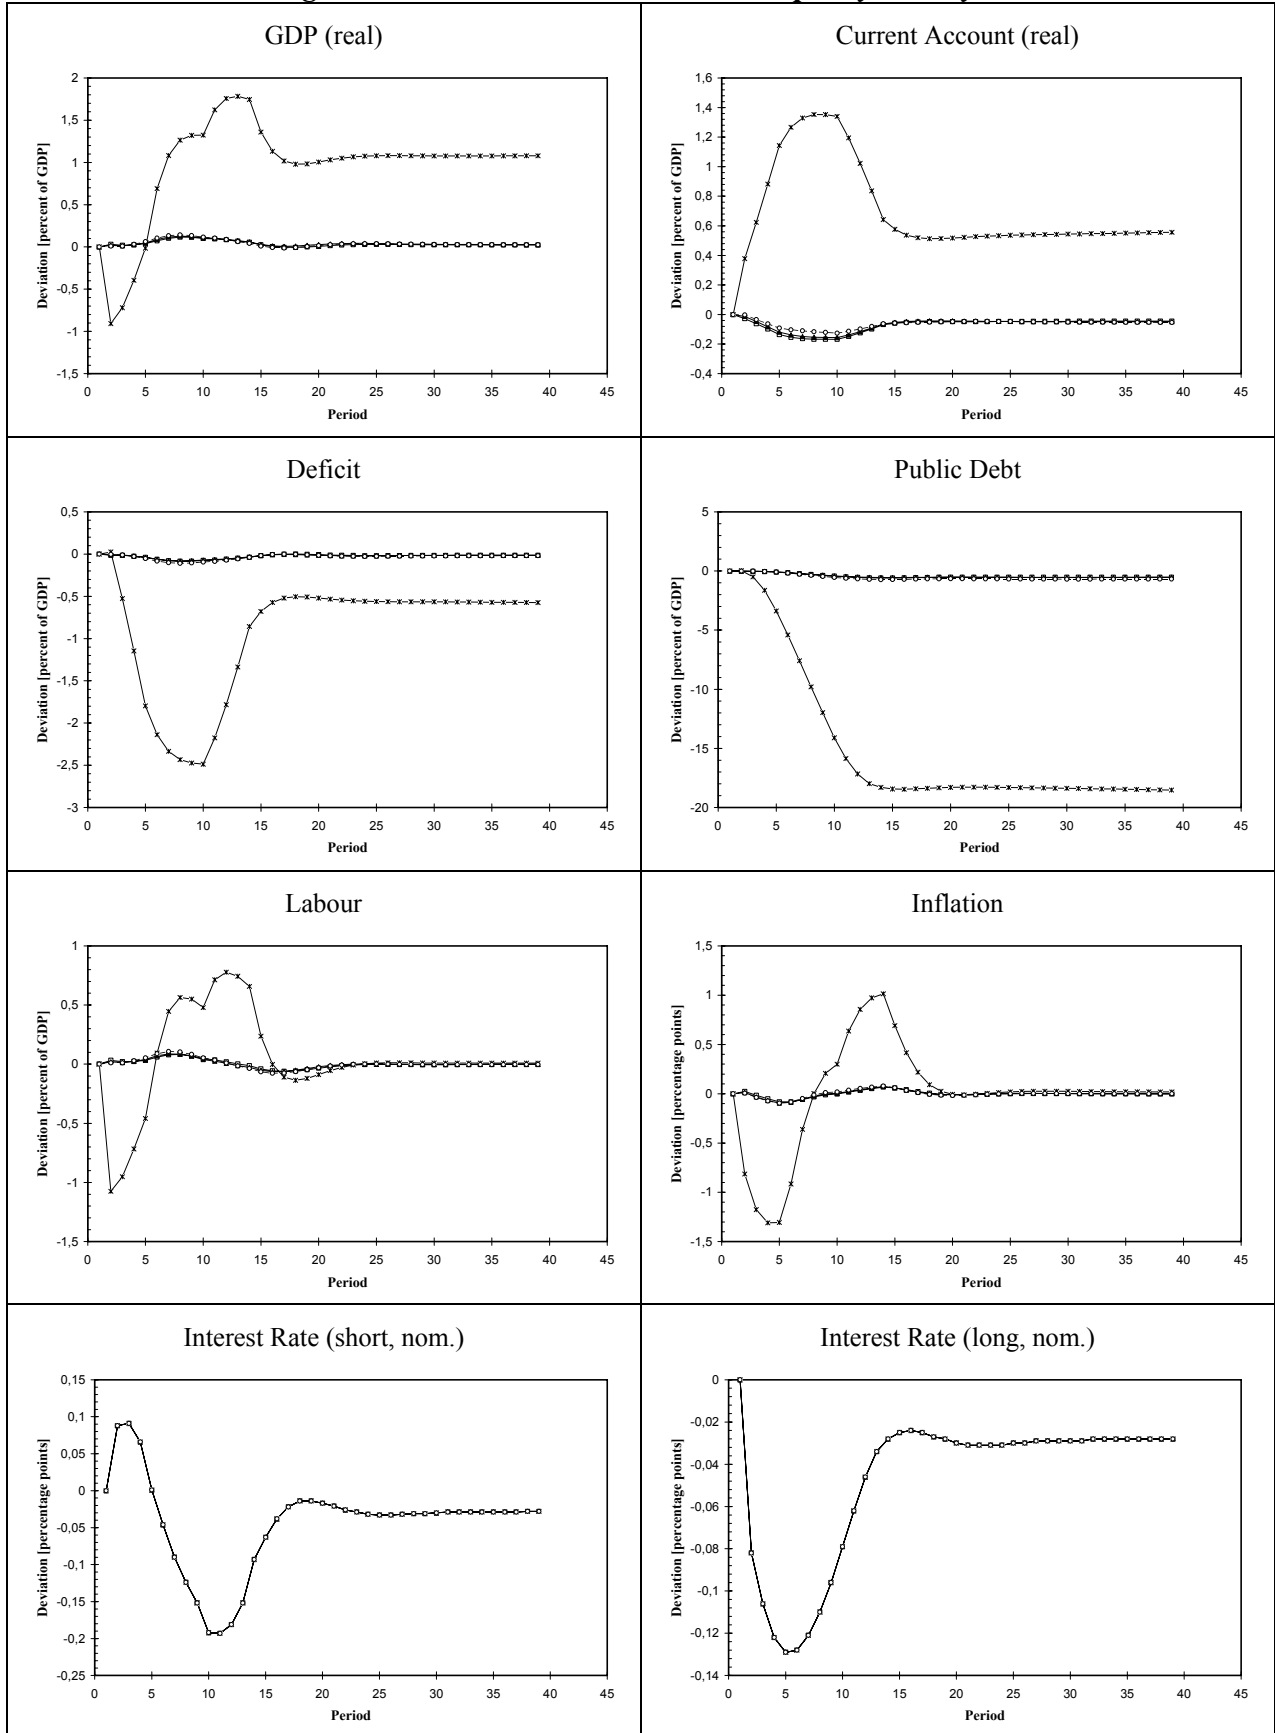 GDP (real)
Deviation [percent of GDP]
2
1,5
1
0,5
0
-0,5
-1
-1,5
0 5 10 15 20 25 30 35 40 45
Period
Current Account (real)
Deviation [percent of GDP]
1,6
1,4
1,2
1
0,8
0,6
0,4
0,2
0
-0,2
-0,4
0 5 10 15 20 25 30 35 40 45
Period
Deficit
Deviation [percent of GDP]
0,5
0
-0,5
-1
-1,5
-2
-2,5
-3
0 5 10 15 20 25 30 35 40 45
Period
Public Debt
Deviation [percent of GDP]
5
0
-5
-10
-15
-20
0 5 10 15 20 25 30 35 40 45
Period
Labour
Deviation [percent of GDP]
1
0,5
0
-0,5
-1
-1,5
0 5 10 15 20 25 30 35 40 45
Period
Inflation
Deviation [percentage points]
1,5
1
0,5
0
-0,5
-1
-1,5
0 5 10 15 20 25 30 35 40 45
Period
Interest Rate (short, nom.)
Deviation [percentage points]
0,15
0,1
0,05
0
-0,05
-0,1
-0,15
-0,2
-0,25
0 5 10 15 20 25 30 35 40 45
Period
Interest Rate (long, nom.)
Deviation [percentage points]
0
-0,02
-0,04
-0,06
-0,08
-0,1
-0,12
-0,14
0 5 10 15 20 25 30 35 40 45
Period